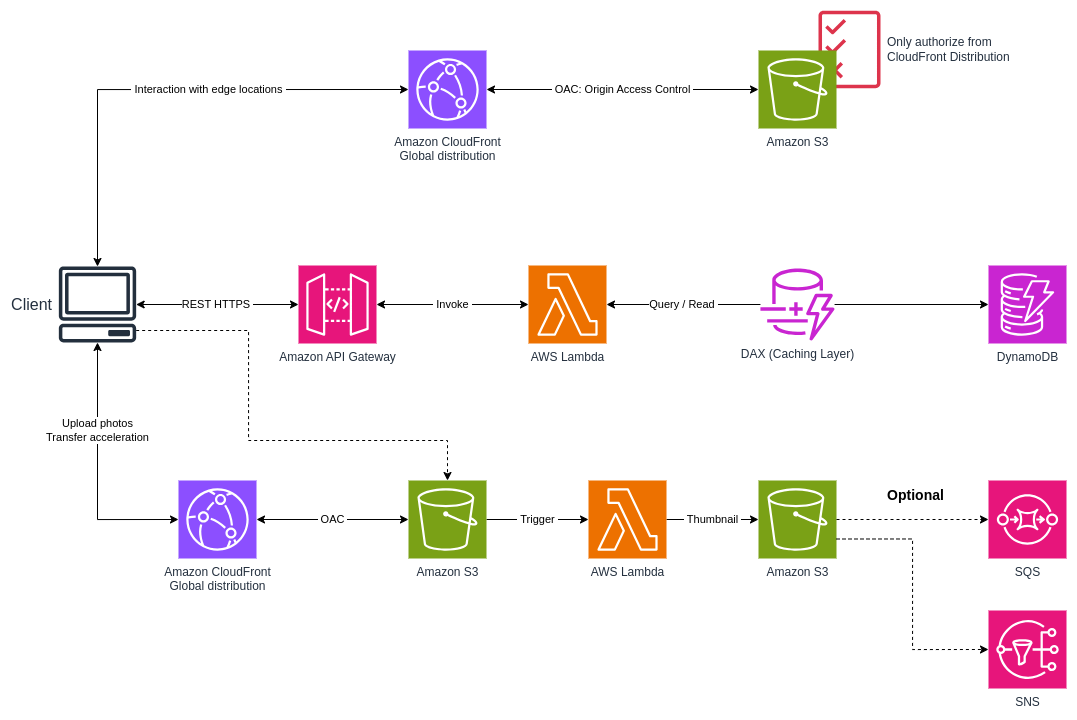 Only authorize from
CloudFront Distribution
Interaction with edge locations
OAC: Origin Access Control
Amazon CloudFront
Global distribution
Amazon S3
Client
REST HTTPS
Invoke
Query / Read
Amazon API Gateway
AWS Lambda
DAX (Caching Layer)
DynamoDB
Upload photos
Transfer acceleration
Optional
OAC
Trigger
Thumbnail
Amazon CloudFront
Global distribution
Amazon S3
AWS Lambda
Amazon S3
SQS
SNS